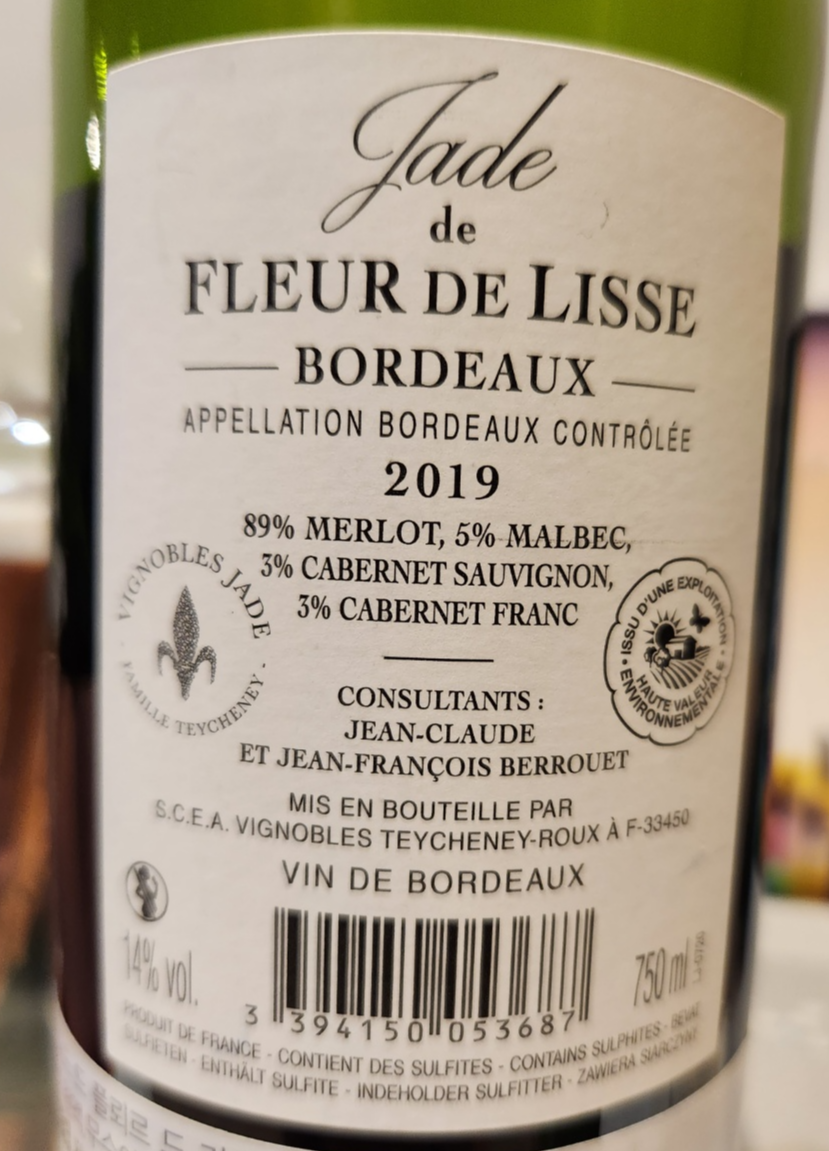 Jade
de
FLEUR DE LISSE
BORDEAUX
APPELLATION BORDEAUX CONTRÔLÉE
2019
89% MERLOT, 5% MALBEC,
3% CABERNET SAUVIGNON,
3% CABERNET FRANC
VIGNOBLES JADE
FAMILLE TEYCHENEY
ISSU D'UNE EXPLOITATION
HAUTE VALEUR
ENVIRONNEMENTALE
CONSULTANTS :
JEAN-CLAUDE
ET JEAN-FRANÇOIS BERROUET
MIS EN BOUTEILLE PAR
S.C.E.A. VIGNOBLES TEYCHENEY-ROUX À F-33450
VIN DE BORDEAUX
14% vol.
750 ml
3 394150 053687
PRODUIT DE FRANCE - CONTIENT DES SULFITES - CONTAINS SULPHITES - BEVAT
SULFIETEN - ENTHÄLT SULFITE - INDEHOLDER SULFITTER - ZAWIERA SIARCZYNY